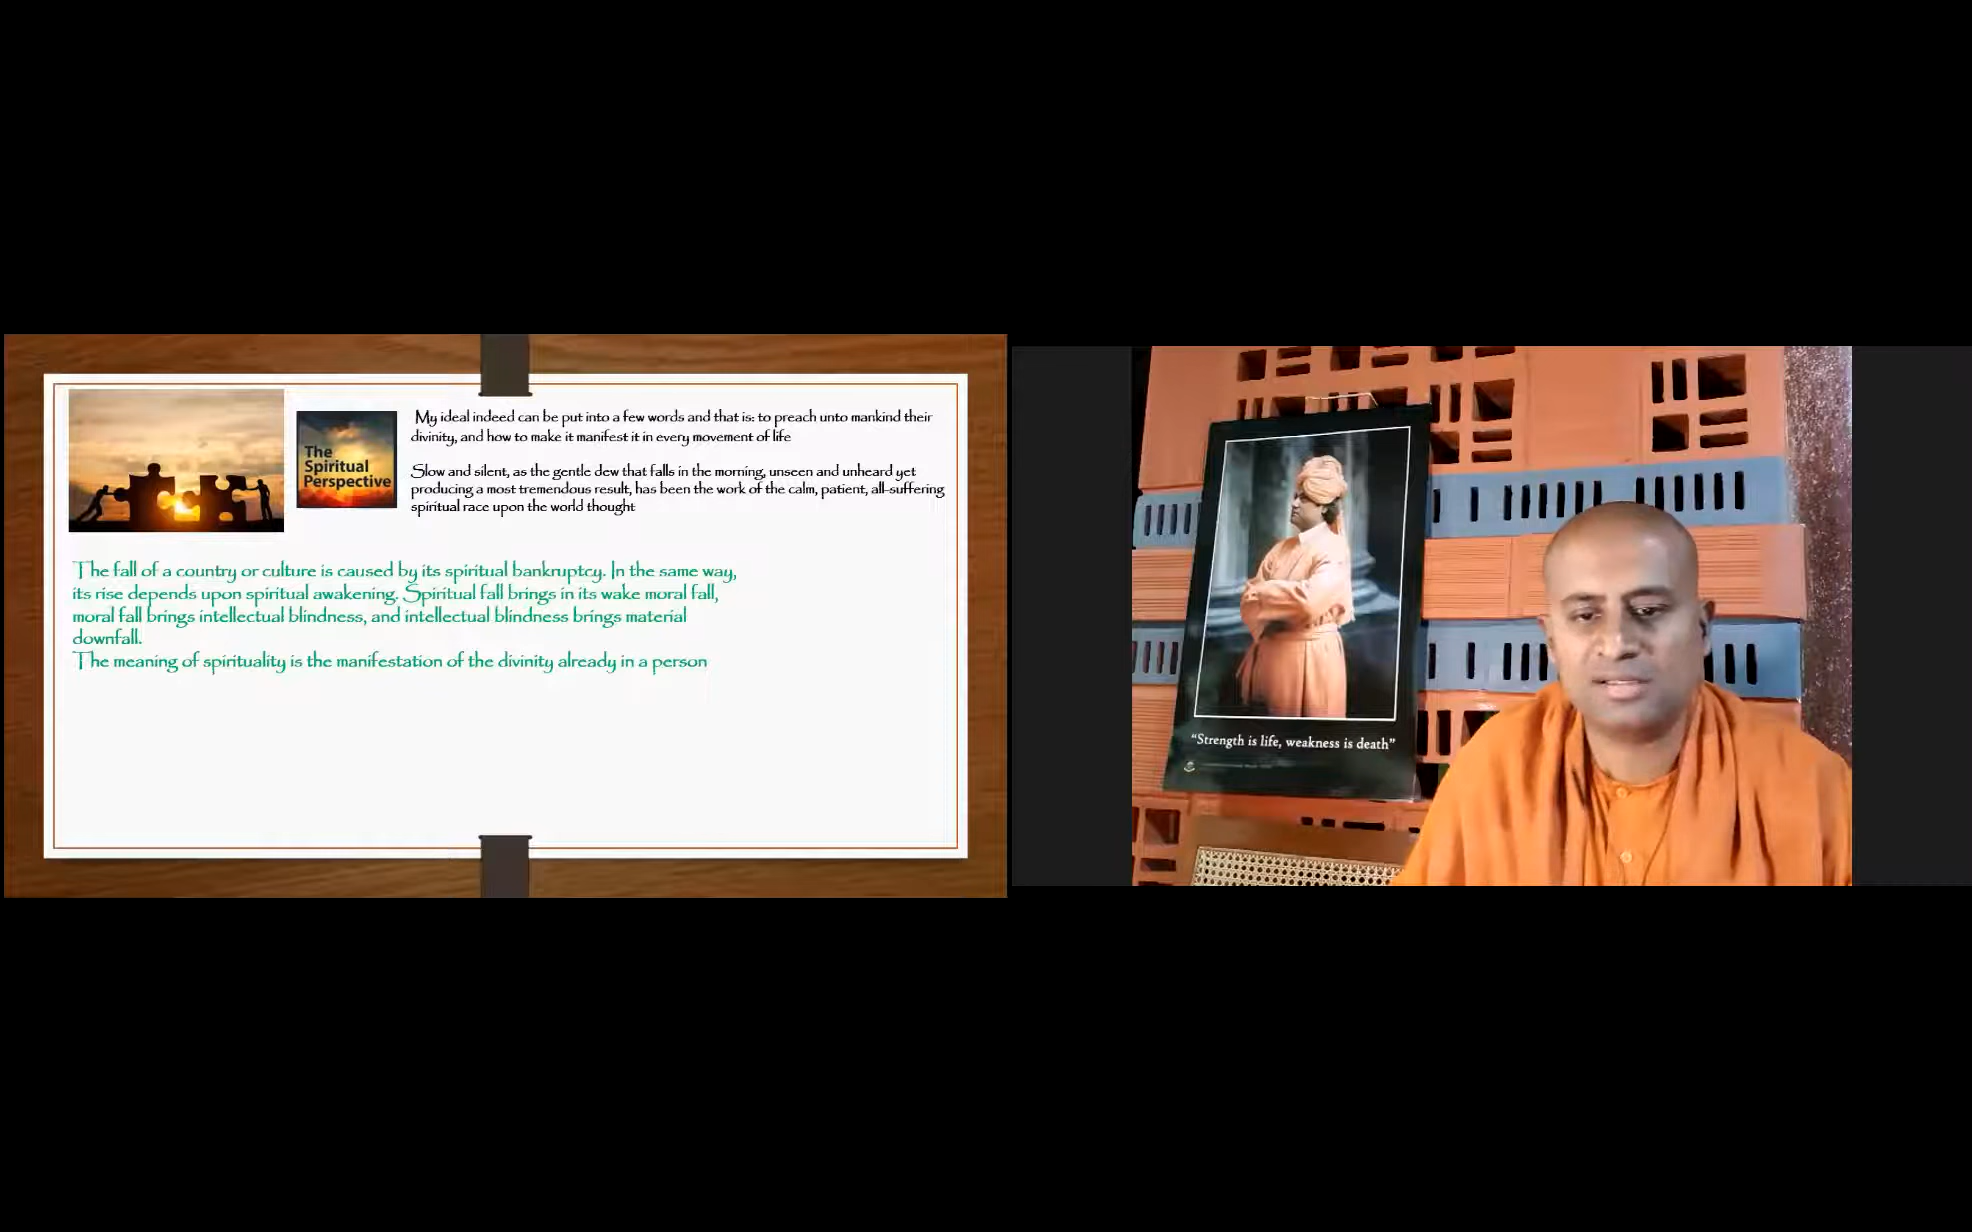 The
Spiritual
Perspective
My ideal indeed can be put into a few words and that is: to preach unto mankind their
divinity, and how to make it manifest it in every movement of life
Slow and silent, as the gentle dew that falls in the morning, unseen and unheard yet
producing a most tremendous result, has been the work of the calm, patient, all-suffering
spiritual race upon the world thought
The fall of a country or culture is caused by its spiritual bankruptcy. In the same way,
its rise depends upon spiritual awakening. Spiritual fall brings in its wake moral fall,
moral fall brings intellectual blindness, and intellectual blindness brings material
downfall.
The meaning of spirituality is the manifestation of the divinity already in a person
“Strength is life, weakness is death”